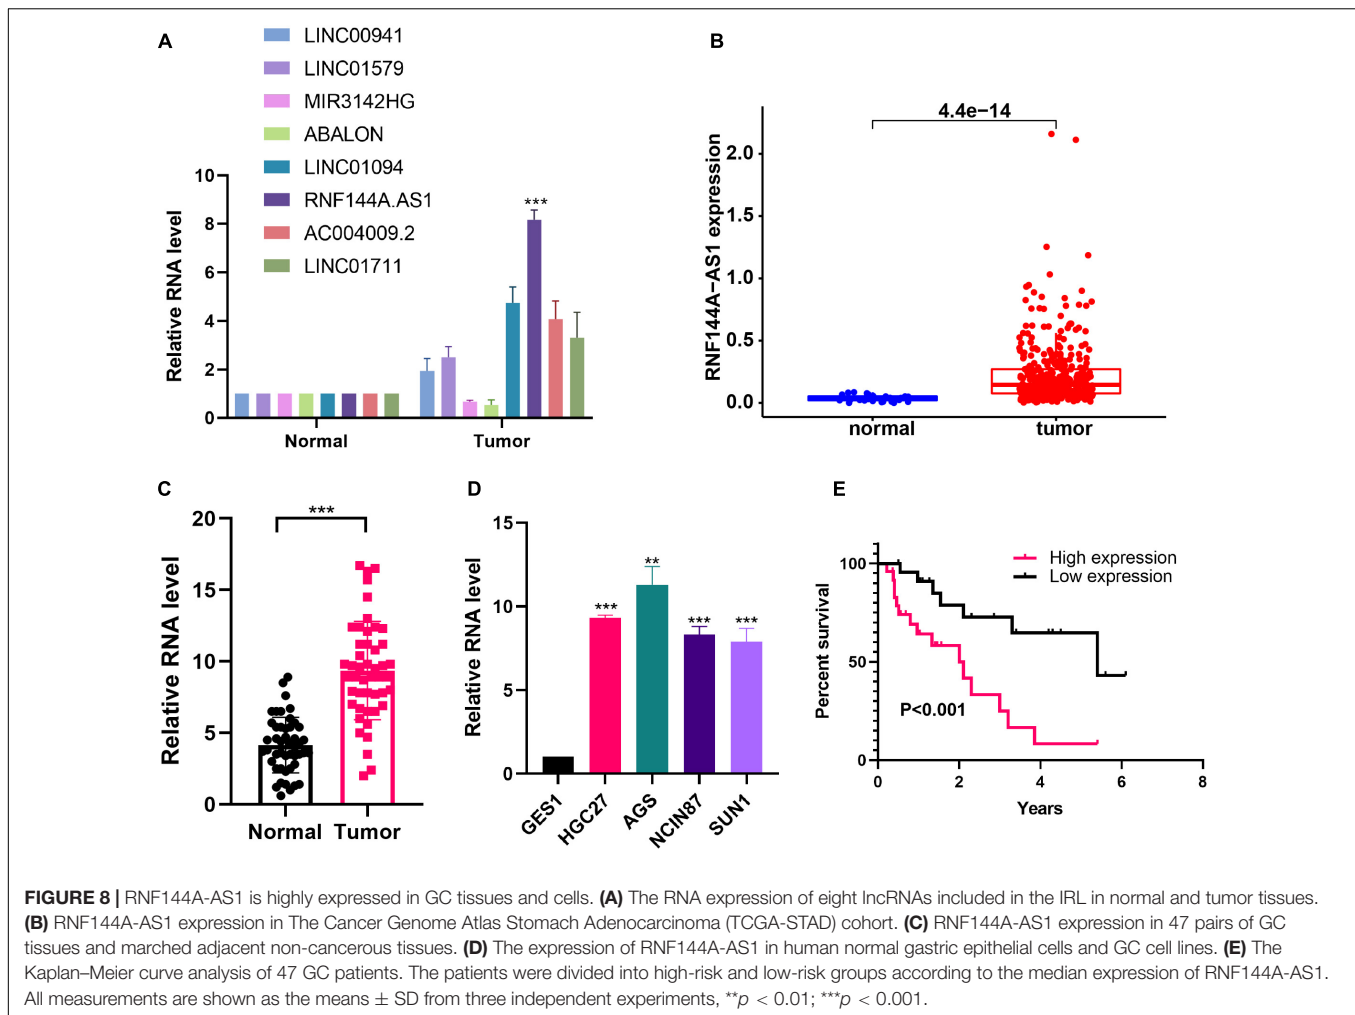 A
LINC00941
LINC01579
MIR3142HG
ABALON
LINC01094
RNF144A.AS1
AC004009.2
LINC01711
Relative RNA level
10
8
6
4
2
0
***
Normal
Tumor
B
4.4e−14
RNF144A−AS1 expression
2.0
1.5
1.0
0.5
0.0
normal
tumor
C
***
Relative RNA level
20
15
10
5
0
Normal
Tumor
D
Relative RNA level
15
10
5
0
***
**
***
***
GES1
HGC27
AGS
NCIN87
SUN1
E
High expression
Low expression
Percent survival
100
50
0
P<0.001
0
2
4
6
8
Years
FIGURE 8 | RNF144A-AS1 is highly expressed in GC tissues and cells. (A) The RNA expression of eight lncRNAs included in the IRL in normal and tumor tissues.
(B) RNF144A-AS1 expression in The Cancer Genome Atlas Stomach Adenocarcinoma (TCGA-STAD) cohort. (C) RNF144A-AS1 expression in 47 pairs of GC
tissues and marched adjacent non-cancerous tissues. (D) The expression of RNF144A-AS1 in human normal gastric epithelial cells and GC cell lines. (E) The
Kaplan–Meier curve analysis of 47 GC patients. The patients were divided into high-risk and low-risk groups according to the median expression of RNF144A-AS1.
All measurements are shown as the means ± SD from three independent experiments, **p < 0.01; ***p < 0.001.